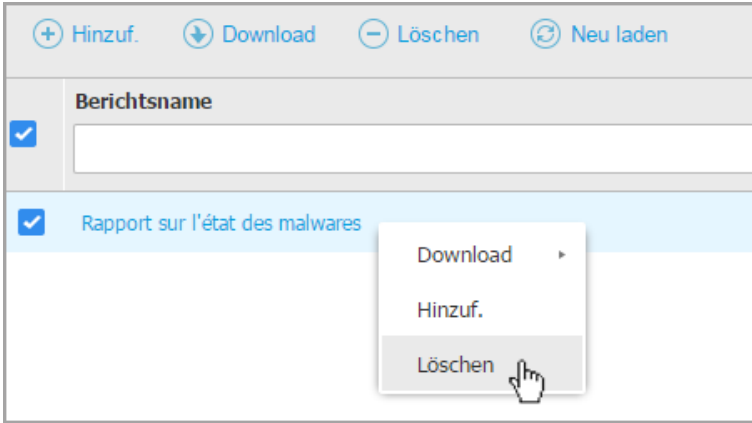 Hinzuf. Download Löschen Neu laden
Berichtsname
Rapport sur l'état des malwares
Download
Hinzuf.
Löschen